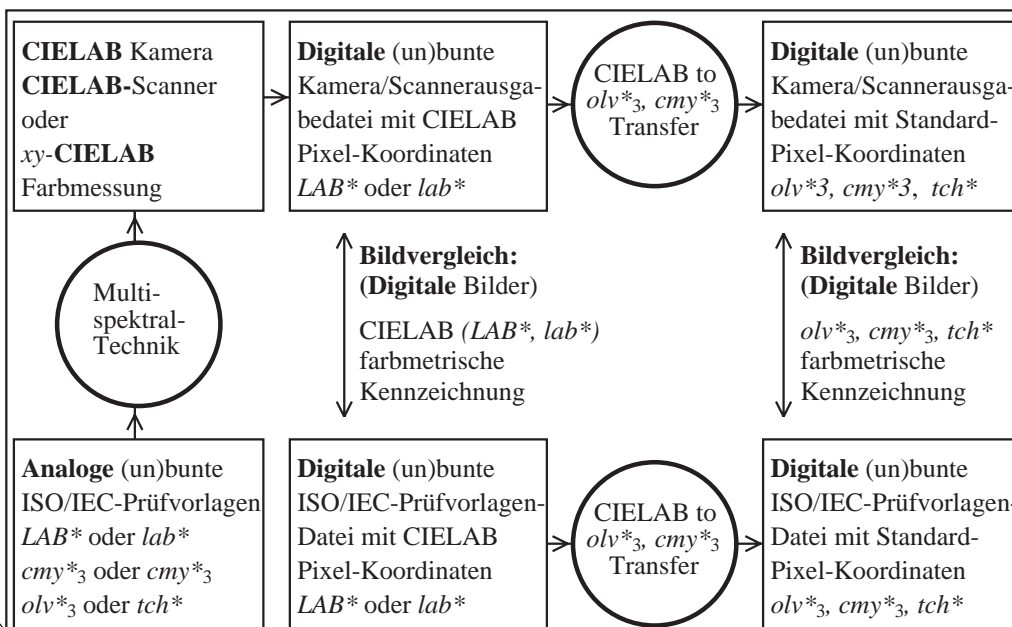 CIELAB Kamera
CIELAB-Scanner
oder
xy-CIELAB
Farbmessung
Digitale (un)bunte
Kamera/Scannerausga-
bedatei mit CIELAB
Pixel-Koordinaten
LAB* oder lab*
CIELAB to
olv*3, cmy*3
Transfer
Digitale (un)bunte
Kamera/Scannerausga-
bedatei mit Standard-
Pixel-Koordinaten
olv*3, cmy*3, tch*
Multi-
spektral-
Technik
Bildvergleich:
(Digitale Bilder)
CIELAB (LAB*, lab*)
farbmetrische
Kennzeichnung
Bildvergleich:
(Digitale Bilder)
olv*3, cmy*3, tch*
farbmetrische
Kennzeichnung
Analoge (un)bunte
ISO/IEC-Prüfvorlagen
LAB* oder lab*
cmy*3 oder cmy*3
olv*3 oder tch*
Digitale (un)bunte
ISO/IEC-Prüfvorlagen-
Datei mit CIELAB
Pixel-Koordinaten
LAB* oder lab*
CIELAB to
olv*3, cmy*3
Transfer
Digitale (un)bunte
ISO/IEC-Prüfvorlagen-
Datei mit Standard-
Pixel-Koordinaten
olv*3, cmy*3, tch*